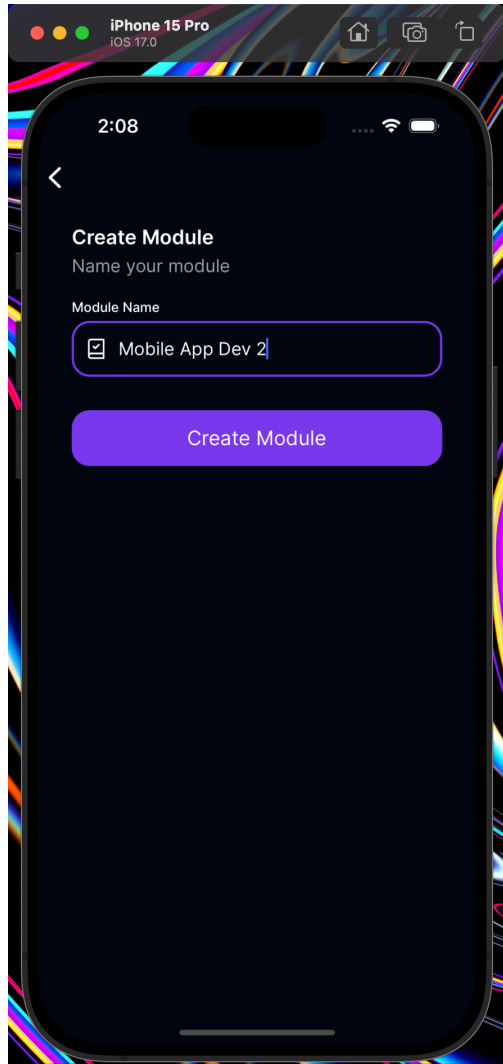 iPhone 15 Pro
iOS 17.0
2:08
Create Module
Name your module
Module Name
Mobile App Dev 2
Create Module